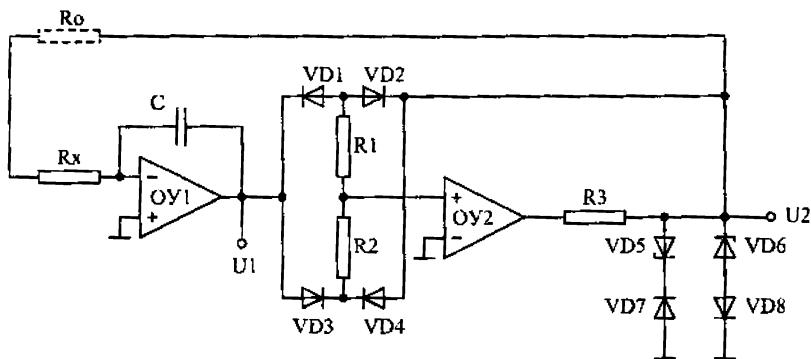 Ro
VD1
VD2
C
Rx
R1
ОУ1
ОУ2
R3
U2
R2
U1
VD5
VD6
VD3
VD4
VD7
VD8